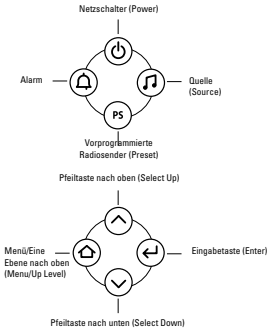 Netzschalter (Power)
Alarm
Quelle
(Source)
PS
Vorprogrammierte
Radiosender (Preset)
Pfeiltaste nach oben (Select Up)
Menü/Eine
Ebene nach oben
(Menu/Up Level)
Eingabetaste (Enter)
Pfeiltaste nach unten (Select Down)